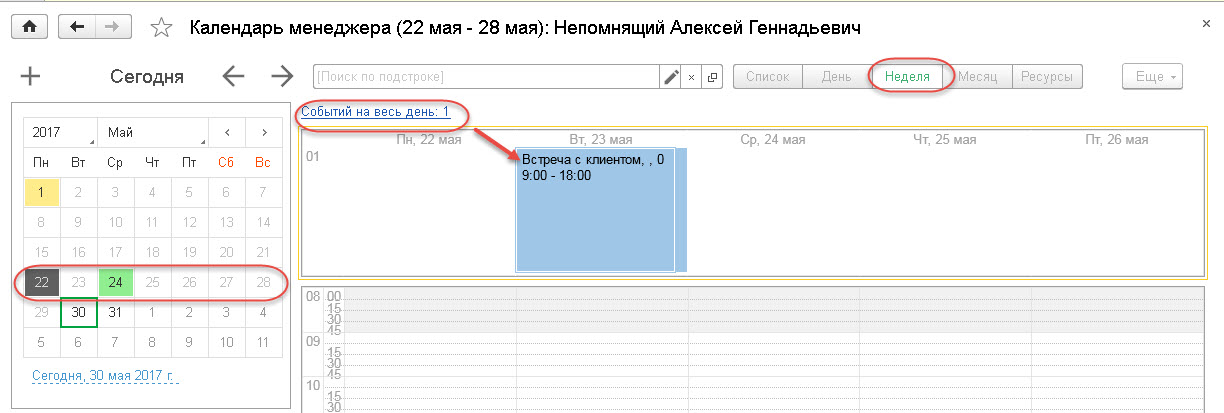 Календарь менеджера (22 мая - 28 мая): Непомнящий Алексей Геннадьевич
Сегодня
[Поиск по подстроке]
Список День Неделя Месяц Ресурсы
Еще
2017 Май
Пн Вт Ср Чт Пт Сб Вс
1 2 3 4 5 6 7
8 9 10 11 12 13 14
15 16 17 18 19 20 21
22 23 24 25 26 27 28
29 30 31 1 2 3 4
5 6 7 8 9 10 11
Сегодня, 30 мая 2017 г.
Событий на весь день: 1
Пн, 22 мая Вт, 23 мая Ср, 24 мая Чт, 25 мая Пт, 26 мая
01
Встреча с клиентом, , 0
9:00 - 18:00
08 00
15
30
45
09
15
30
45
10
15
30